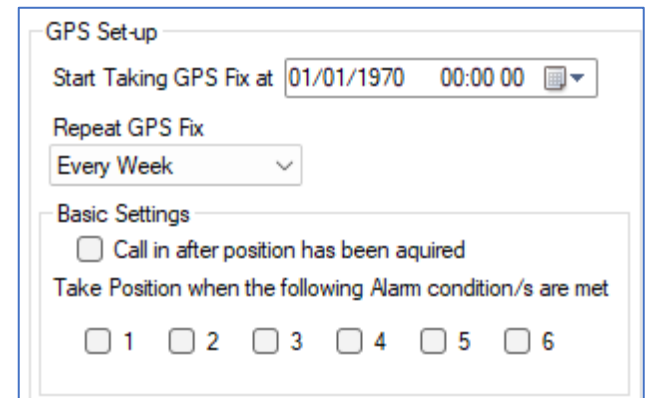 GPS Set-up
Start Taking GPS Fix at 01/01/1970 00:00 00
Repeat GPS Fix
Every Week
Basic Settings
Call in after position has been aquired
Take Position when the following Alarm condition/s are met
1 2 3 4 5 6